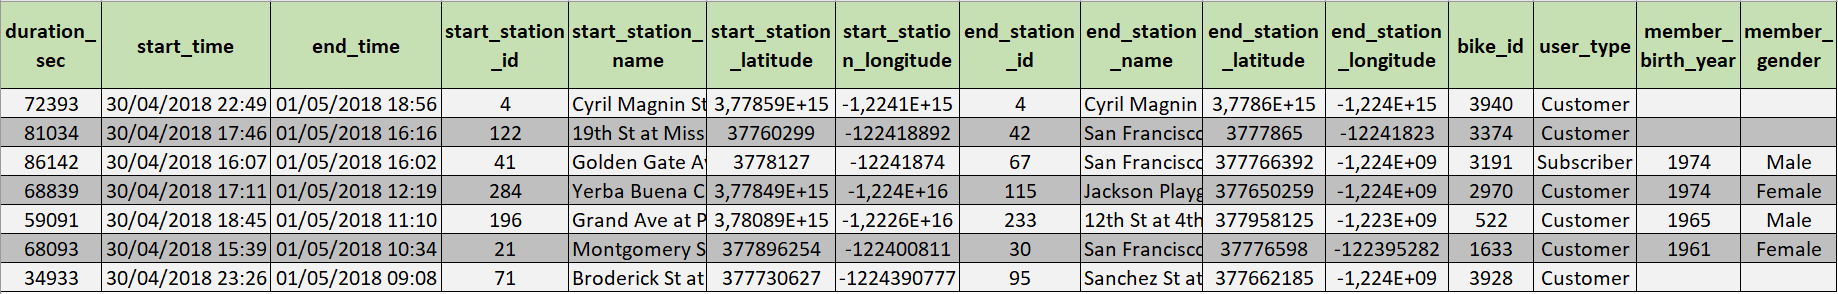 duration_sec start_time end_time start_station_id start_station_name start_station_latitude start_station_longitude end_station_id end_station_name end_station_latitude end_station_longitude bike_id user_type member_birth_year member_gender
72393 30/04/2018 22:49 01/05/2018 18:56 4 Cyril Magnin St 3,77859E+15 -1,2241E+15 4 Cyril Magnin 3,7786E+15 -1,224E+15 3940 Customer
81034 30/04/2018 17:46 01/05/2018 16:16 122 19th St at Miss 37760299 -122418892 42 San Francisco 3777865 -12241823 3374 Customer
86142 30/04/2018 16:07 01/05/2018 16:02 41 Golden Gate Av 3778127 -12241874 67 San Francisco 377766392 -1,224E+09 3191 Subscriber 1974 Male
68839 30/04/2018 17:11 01/05/2018 12:19 284 Yerba Buena C 3,77849E+15 -1,224E+16 115 Jackson Playg 377650259 -1,224E+09 2970 Customer 1974 Female
59091 30/04/2018 18:45 01/05/2018 11:10 196 Grand Ave at P 3,78089E+15 -1,2226E+16 233 12th St at 4th 377958125 -1,223E+09 522 Customer 1965 Male
68093 30/04/2018 15:39 01/05/2018 10:34 21 Montgomery S 377896254 -122400811 30 San Francisco 37776598 -122395282 1633 Customer 1961 Female
34933 30/04/2018 23:26 01/05/2018 09:08 71 Broderick St at 377730627 -1224390777 95 Sanchez St at 377662185 -1,224E+09 3928 Customer